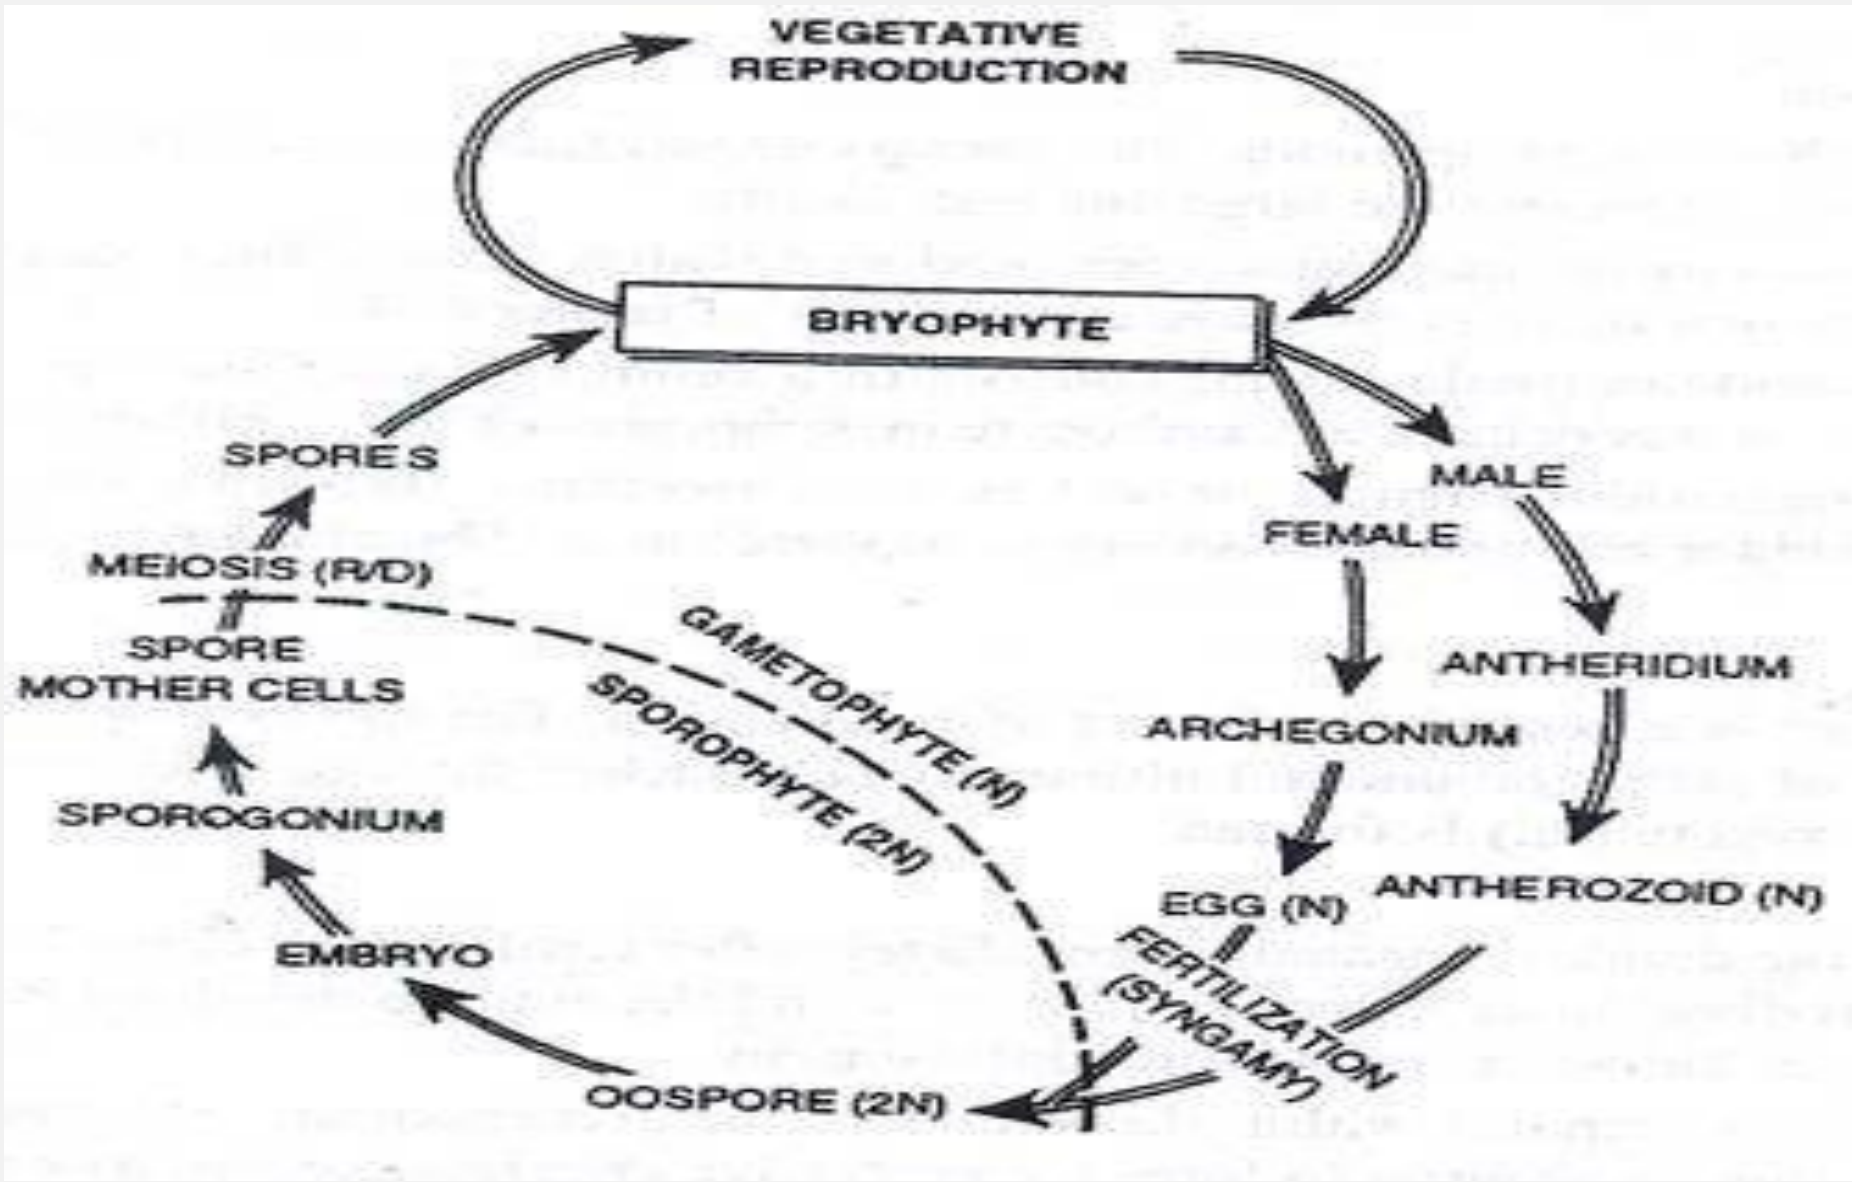 VEGETATIVE
REPRODUCTION
BRYOPHYTE
SPORES
MALE
FEMALE
MEIOSIS (R/D)
SPORE
MOTHER CELLS
GAMETOPHYTE (N)
SPOROPHYTE (2N)
ANTHERIDIUM
ARCHEGONIUM
SPOROGONIUM
EGG (N)
ANTHEROZOID (N)
EMBRYO
FERTILIZATION
(SYNGAMY)
OOSPORE (2N)